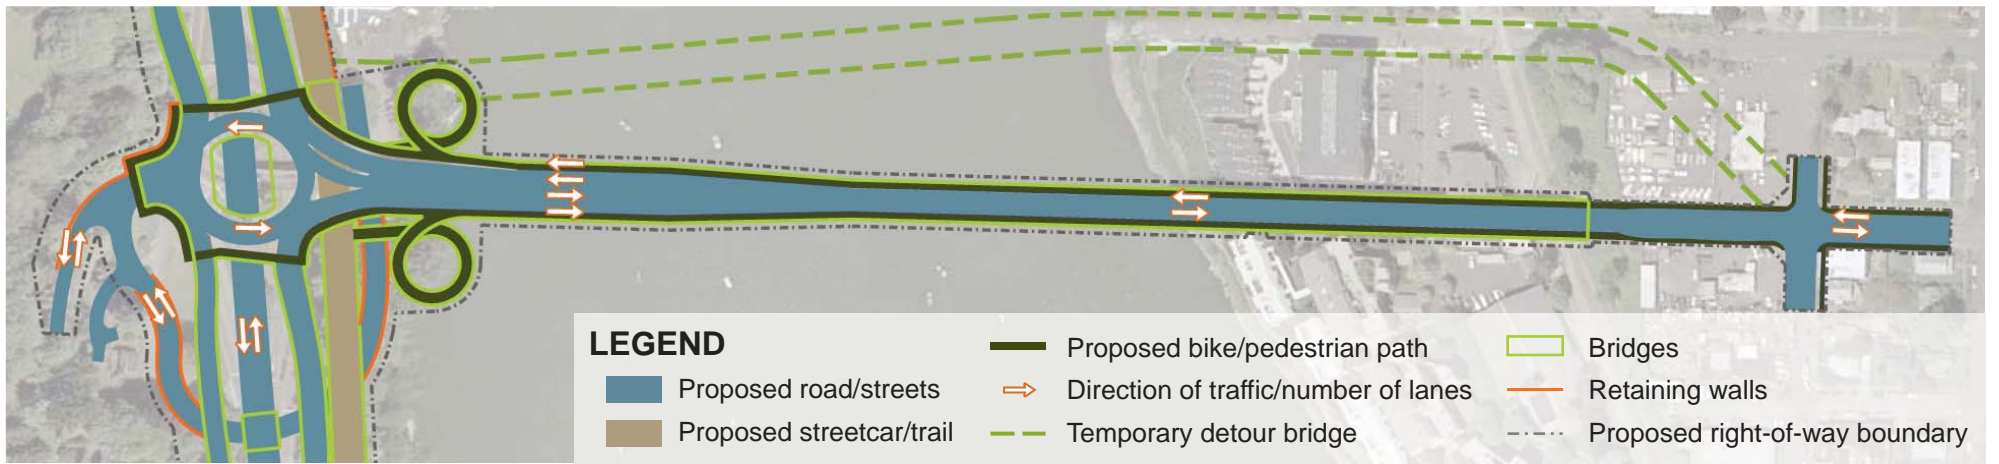 LEGEND
Proposed road/streets
Proposed streetcar/trail
Proposed bike/pedestrian path
Direction of traffic/number of lanes
Temporary detour bridge
Bridges
Retaining walls
Proposed right-of-way boundary